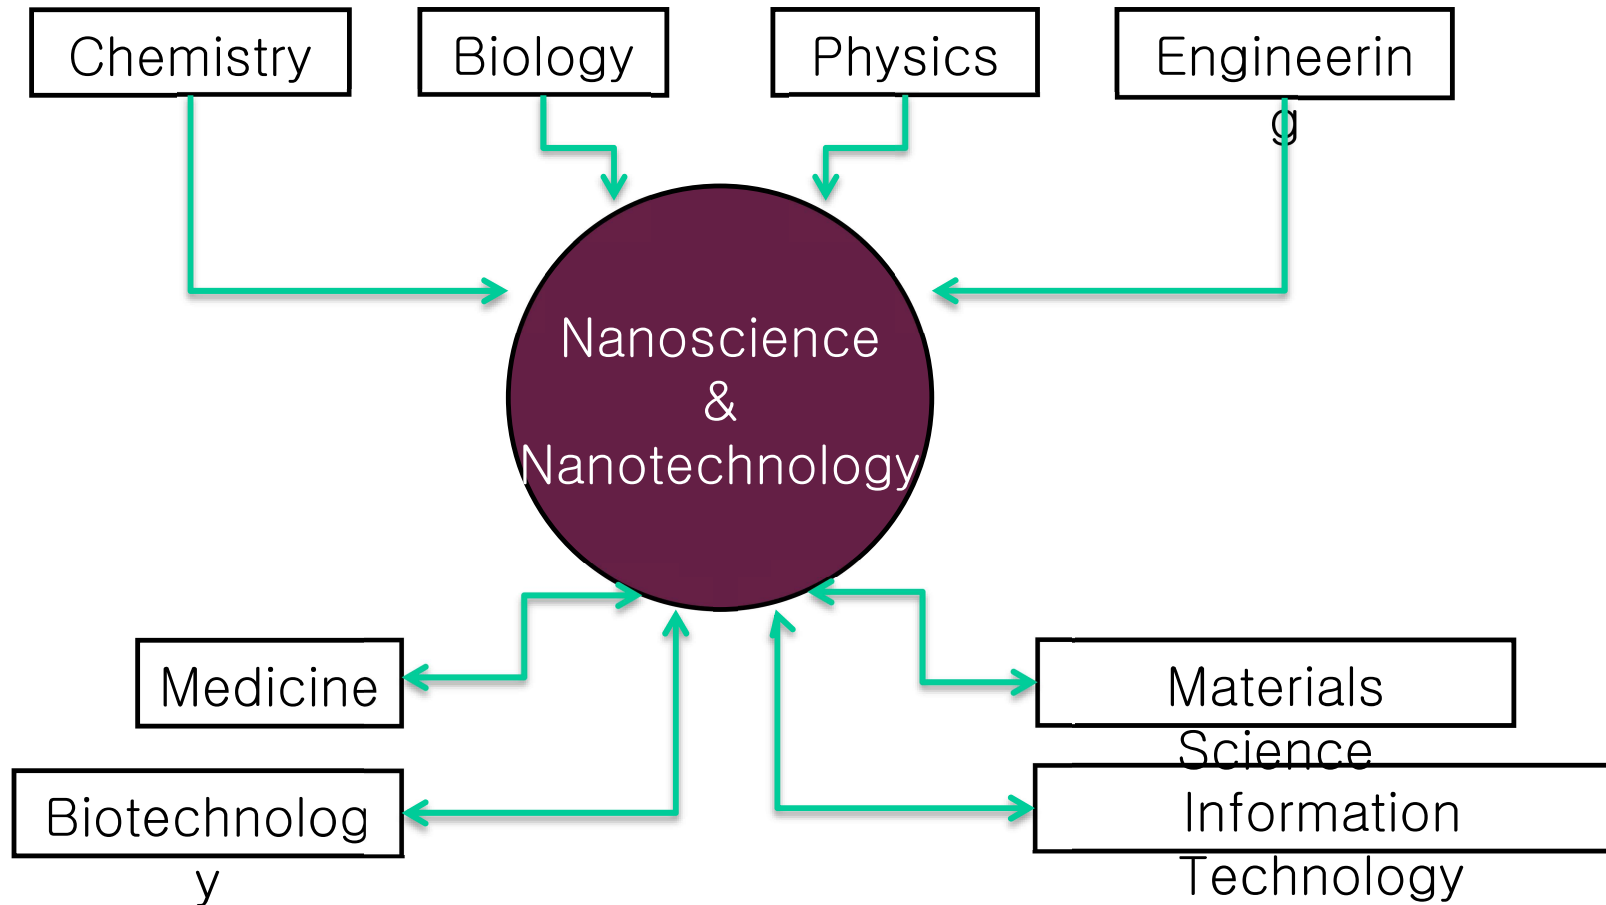 Chemistry
Biology
Physics
Engineerin
g
Nanoscience
&
Nanotechnology
Medicine
Materials
Science
Biotechnolog
y
Information
Technology